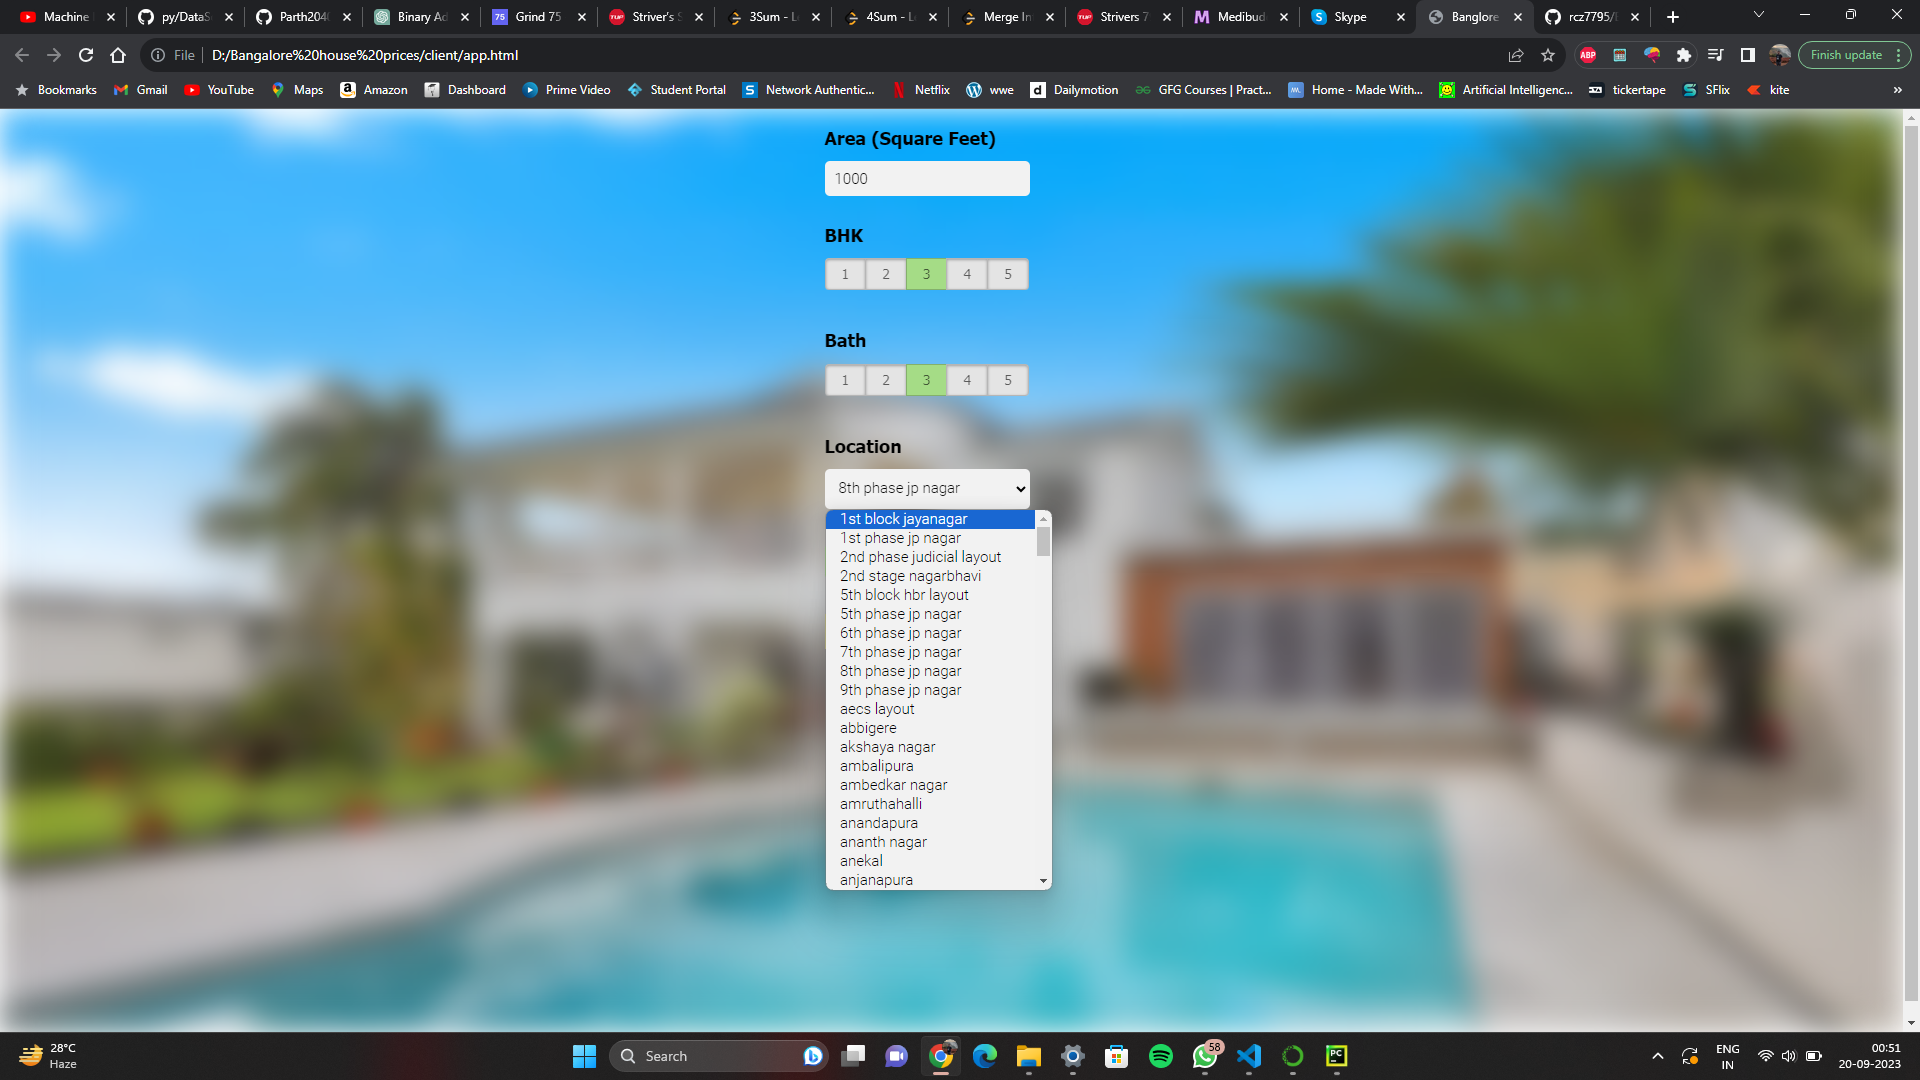 Machine
py/DataS
Parth204
Binary Ad
Grind 75
Striver's S
3Sum - L
4Sum - Le
Merge In
Strivers 7
Medibud
Skype
Banglore
rcz7795/
File
D:/Bangalore%20house%20prices/client/app.html
ABP
Finish update
Bookmarks
Gmail
YouTube
Maps
Amazon
Dashboard
Prime Video
Student Portal
Network Authentic...
Netflix
wwe
Dailymotion
GFG Courses | Pract...
Home - Made With...
Artificial Intelligenc...
tickertape
SFlix
kite
Area (Square Feet)
1000
BHK
1 2 3 4 5
Bath
1 2 3 4 5
Location
8th phase jp nagar
1st block jayanagar
1st phase jp nagar
2nd phase judicial layout
2nd stage nagarbhavi
5th block hbr layout
5th phase jp nagar
6th phase jp nagar
7th phase jp nagar
8th phase jp nagar
9th phase jp nagar
aecs layout
abbigere
akshaya nagar
ambalipura
ambedkar nagar
amruthahalli
anandapura
ananth nagar
anekal
anjanapura
28°C
Haze
Search
58
ENG
IN
00:51
20-09-2023